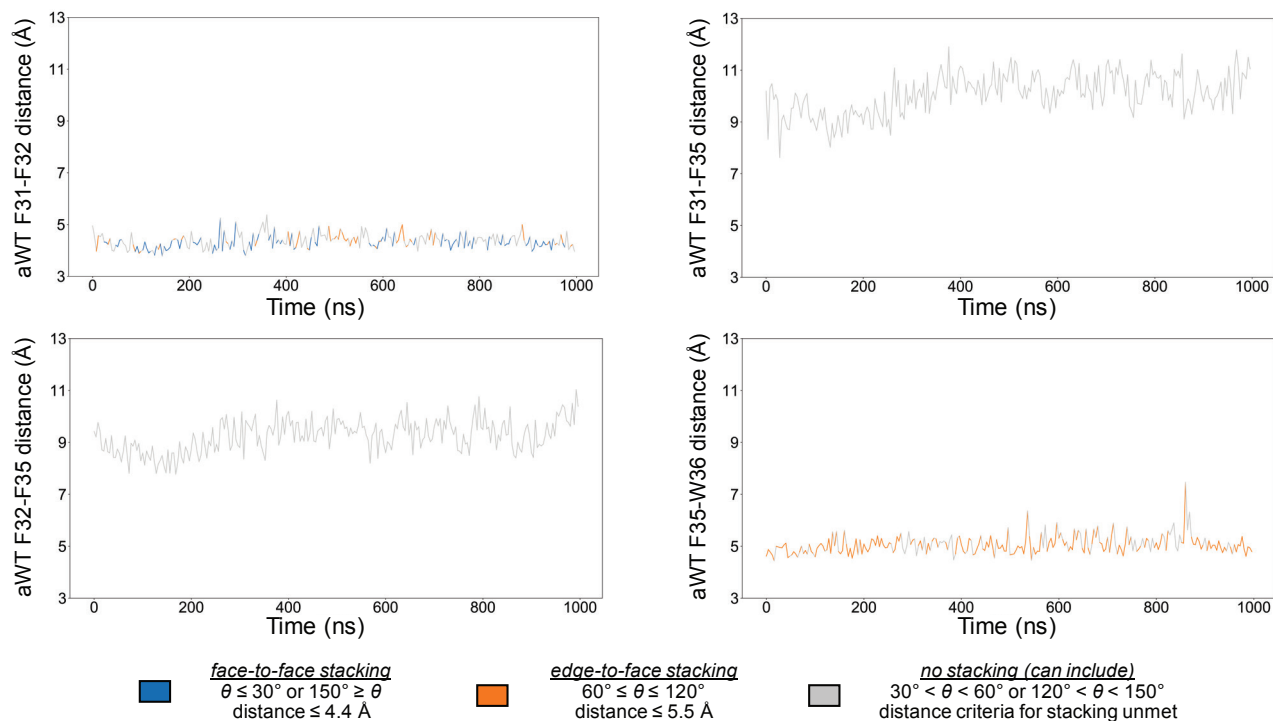 13
11
9
7
5
3
aWT F31-F32 distance (Å)
0 200 400 600 800 1000
Time (ns)
13
11
9
7
5
3
aWT F31-F35 distance (Å)
0 200 400 600 800 1000
Time (ns)
13
11
9
7
5
3
aWT F32-F35 distance (Å)
0 200 400 600 800 1000
Time (ns)
13
11
9
7
5
3
aWT F35-W36 distance (Å)
0 200 400 600 800 1000
Time (ns)
face-to-face stacking
θ ≤ 30° or 150° ≥ θ
distance ≤ 4.4 Å
edge-to-face stacking
60° ≤ θ ≤ 120°
distance ≤ 5.5 Å
no stacking (can include)
30° < θ < 60° or 120° < θ < 150°
distance criteria for stacking unmet